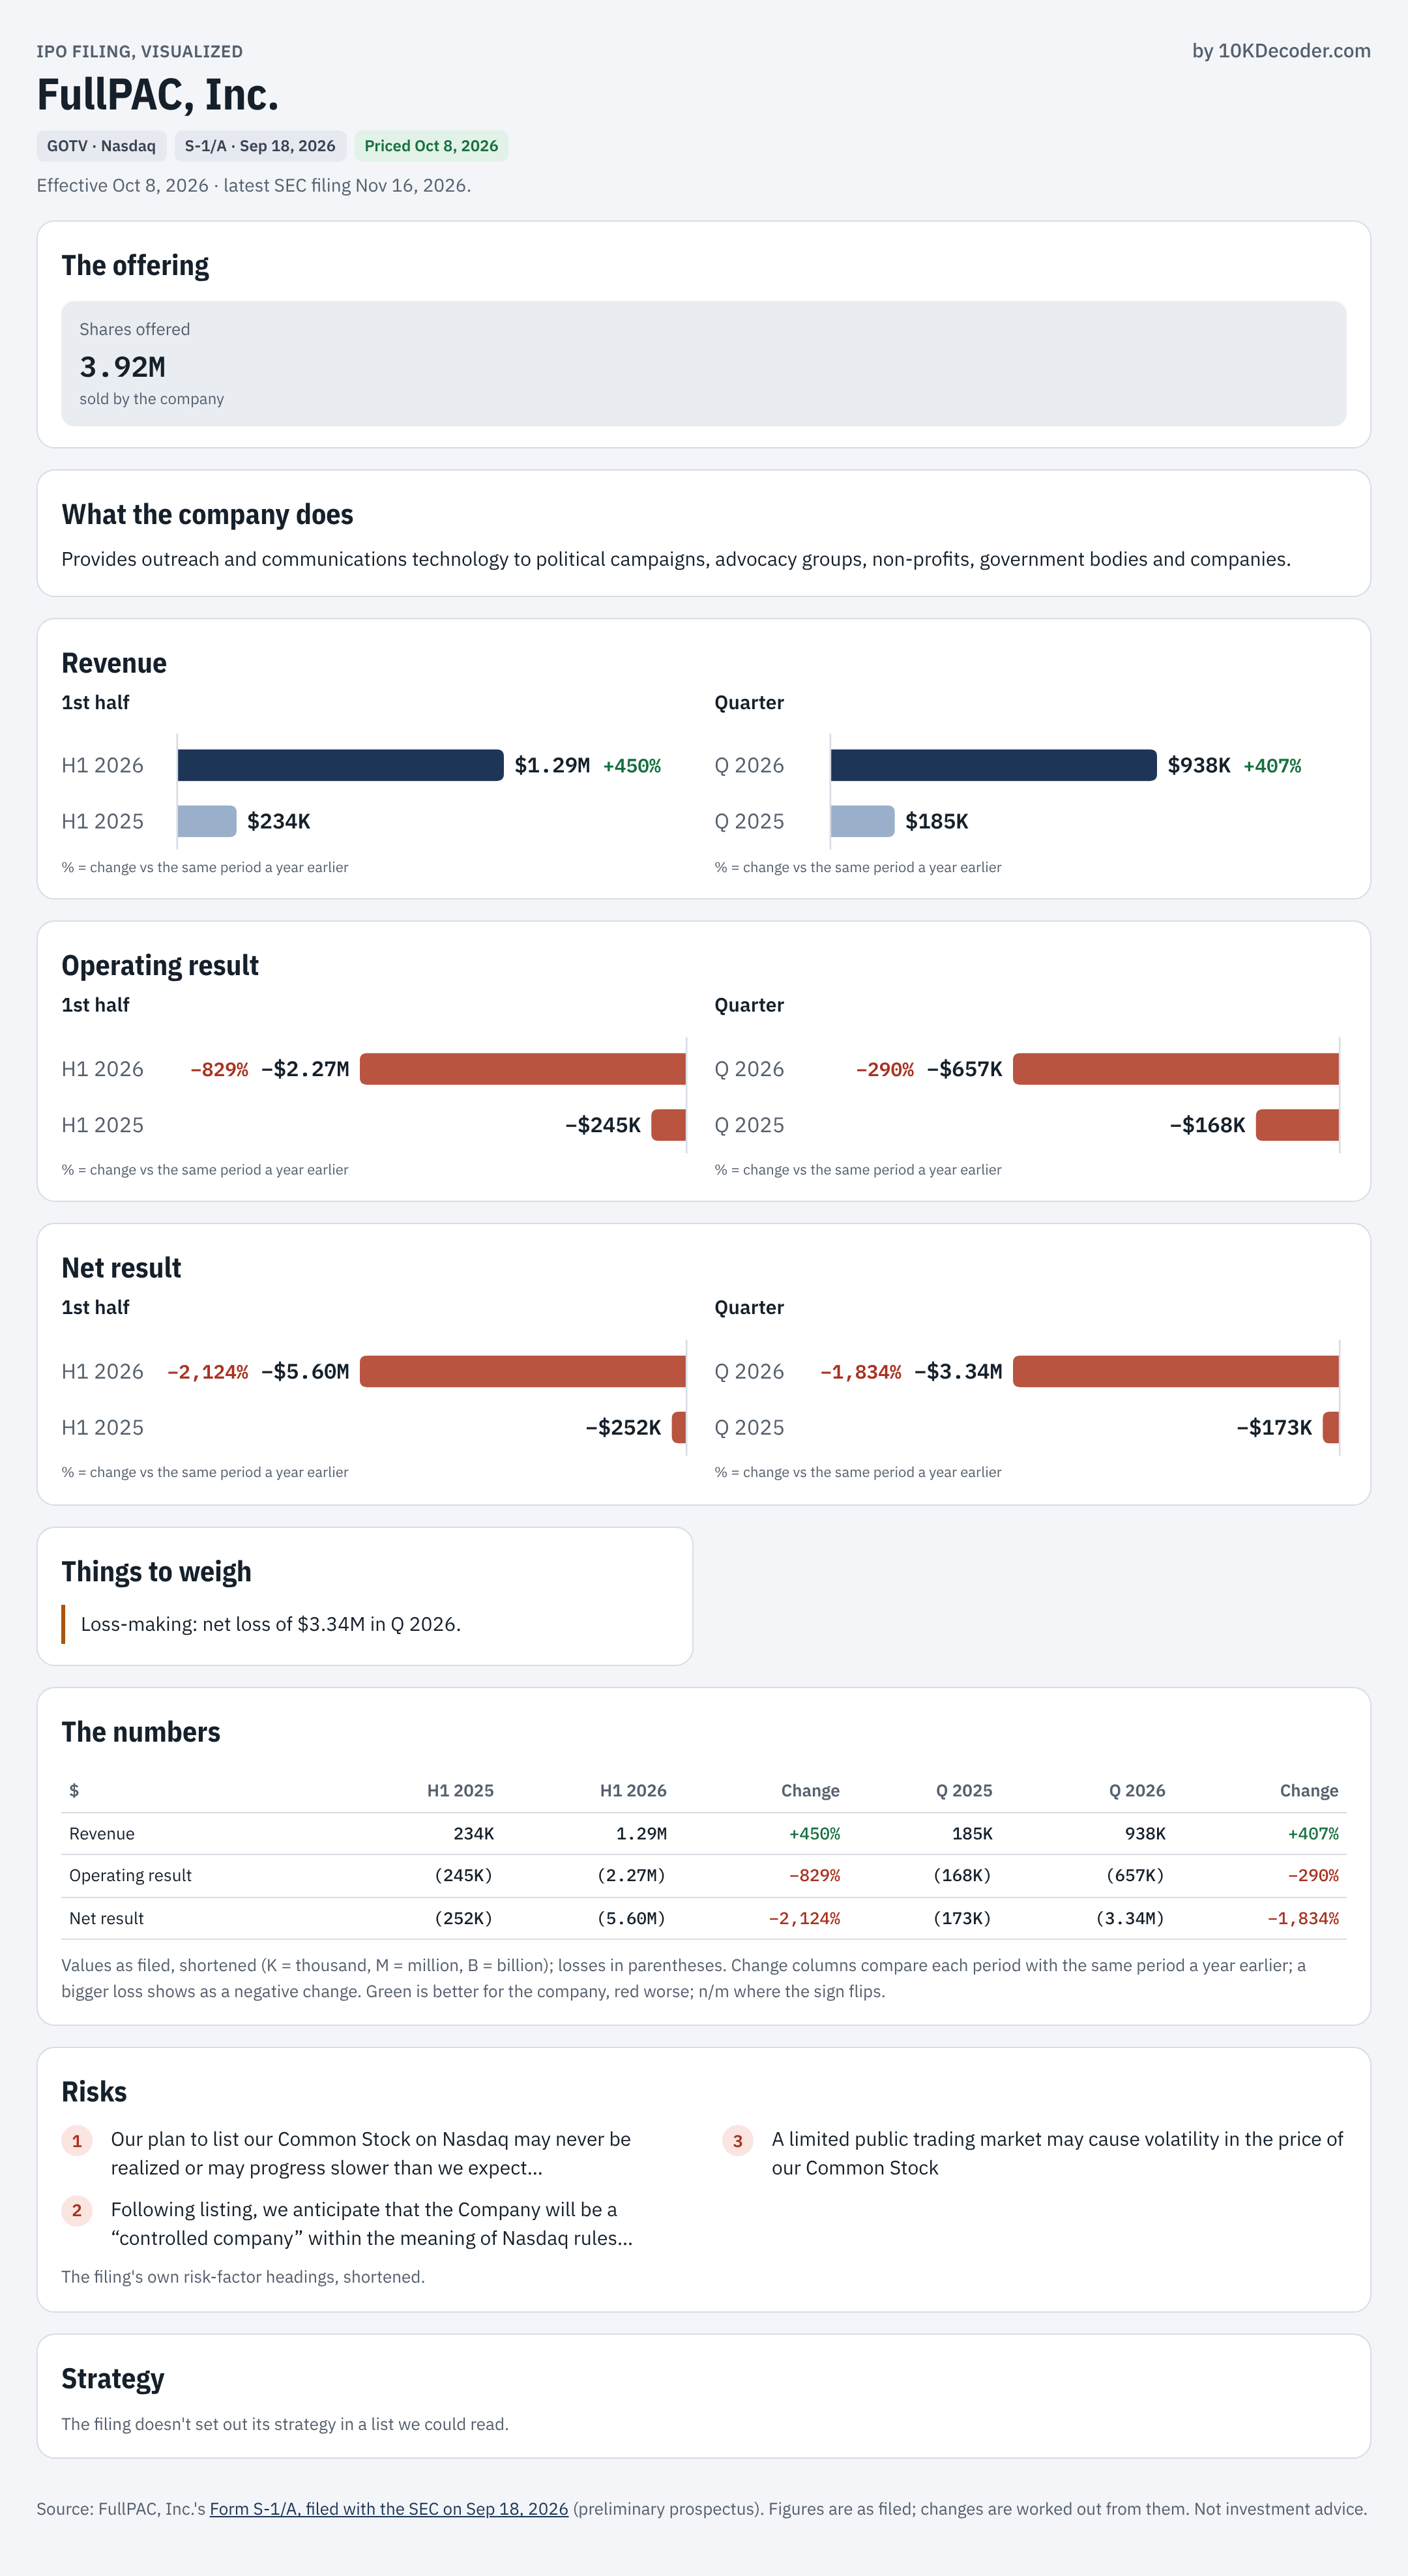 IPO FILING, VISUALIZED
by 10KDecoder.com
FullPAC, Inc.
GOTV · Nasdaq
S-1/A · Sep 18, 2026
Priced Oct 8, 2026
Effective Oct 8, 2026 · latest SEC filing Nov 16, 2026.
The offering
Shares offered
3.92M
sold by the company
What the company does
Provides outreach and communications technology to political campaigns, advocacy groups, non-profits, government bodies and companies.
Revenue
1st half
H1 2026 $1.29M +450%
H1 2025 $234K
% = change vs the same period a year earlier
Quarter
Q 2026 $938K +407%
Q 2025 $185K
% = change vs the same period a year earlier
Operating result
1st half
H1 2026 −829% −$2.27M
H1 2025 −$245K
% = change vs the same period a year earlier
Quarter
Q 2026 −290% −$657K
Q 2025 −$168K
% = change vs the same period a year earlier
Net result
1st half
H1 2026 −2,124% −$5.60M
H1 2025 −$252K
% = change vs the same period a year earlier
Quarter
Q 2026 −1,834% −$3.34M
Q 2025 −$173K
% = change vs the same period a year earlier
Things to weigh
Loss-making: net loss of $3.34M in Q 2026.
The numbers
$ H1 2025 H1 2026 Change Q 2025 Q 2026 Change
Revenue 234K 1.29M +450% 185K 938K +407%
Operating result (245K) (2.27M) −829% (168K) (657K) −290%
Net result (252K) (5.60M) −2,124% (173K) (3.34M) −1,834%
Values as filed, shortened (K = thousand, M = million, B = billion); losses in parentheses. Change columns compare each period with the same period a year earlier; a
bigger loss shows as a negative change. Green is better for the company, red worse; n/m where the sign flips.
Risks
1 Our plan to list our Common Stock on Nasdaq may never be
realized or may progress slower than we expect…
2 Following listing, we anticipate that the Company will be a
“controlled company” within the meaning of Nasdaq rules…
3 A limited public trading market may cause volatility in the price of
our Common Stock
The filing's own risk-factor headings, shortened.
Strategy
The filing doesn't set out its strategy in a list we could read.
Source: FullPAC, Inc.'s Form S-1/A, filed with the SEC on Sep 18, 2026 (preliminary prospectus). Figures are as filed; changes are worked out from them. Not investment advice.